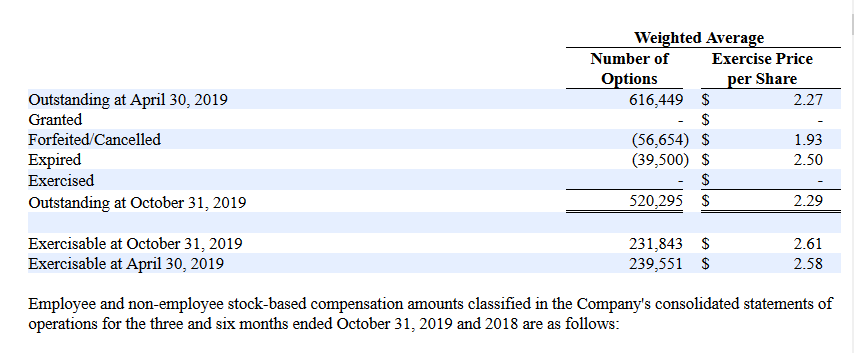 Weighted Average
Number of Options Exercise Price per Share
Outstanding at April 30, 2019 616,449 $ 2.27
Granted - $ -
Forfeited/Cancelled (56,654) $ 1.93
Expired (39,500) $ 2.50
Exercised - $ -
Outstanding at October 31, 2019 520,295 $ 2.29
Exercisable at October 31, 2019 231,843 $ 2.61
Exercisable at April 30, 2019 239,551 $ 2.58
Employee and non-employee stock-based compensation amounts classified in the Company's consolidated statements of
operations for the three and six months ended October 31, 2019 and 2018 are as follows: